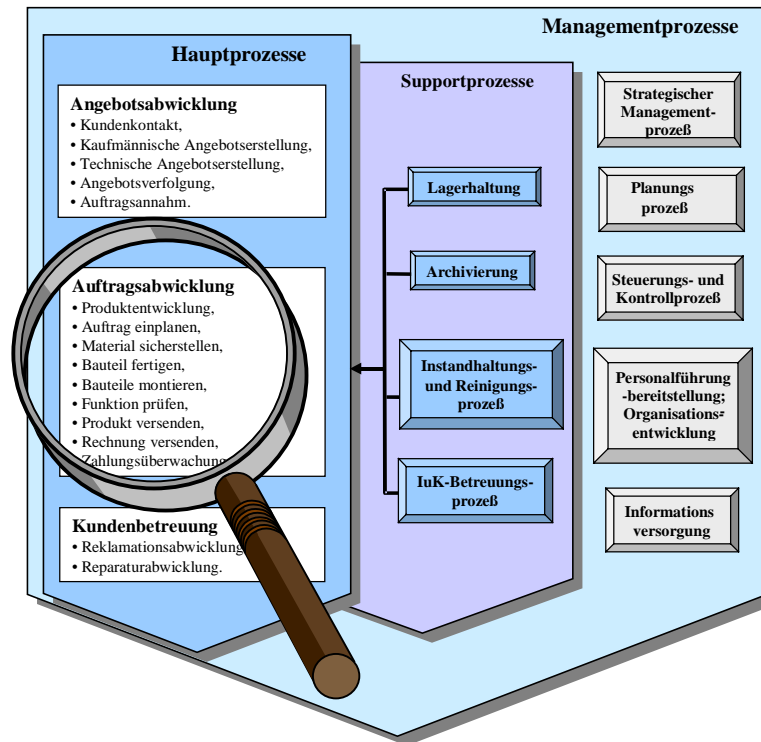 Managementprozesse
Hauptprozesse
Angebotsabwicklung
• Kundenkontakt,
• Kaufmännische Angebotserstellung,
• Technische Angebotserstellung,
• Angebotsverfolgung,
• Auftragsannahm.
Auftragsabwicklung
• Produktentwicklung,
• Auftrag einplanen,
• Material sicherstellen,
• Bauteil fertigen,
• Bauteile montieren,
• Funktion prüfen,
• Produkt versenden,
• Rechnung versenden,
• Zahlungsüberwachung
Kundenbetreuung
• Reklamationsabwicklung
• Reparaturabwicklung.
Supportprozesse
Lagerhaltung
Archivierung
Instandhaltungs-
und Reinigungs-
prozeß
IuK-Betreuungs-
prozeß
Strategischer
Management-
prozeß
Planungs
prozeß
Steuerungs- und
Kontrollprozeß
Personalführung
-bereitstellung;
Organisations-
entwicklung
Informations
versorgung